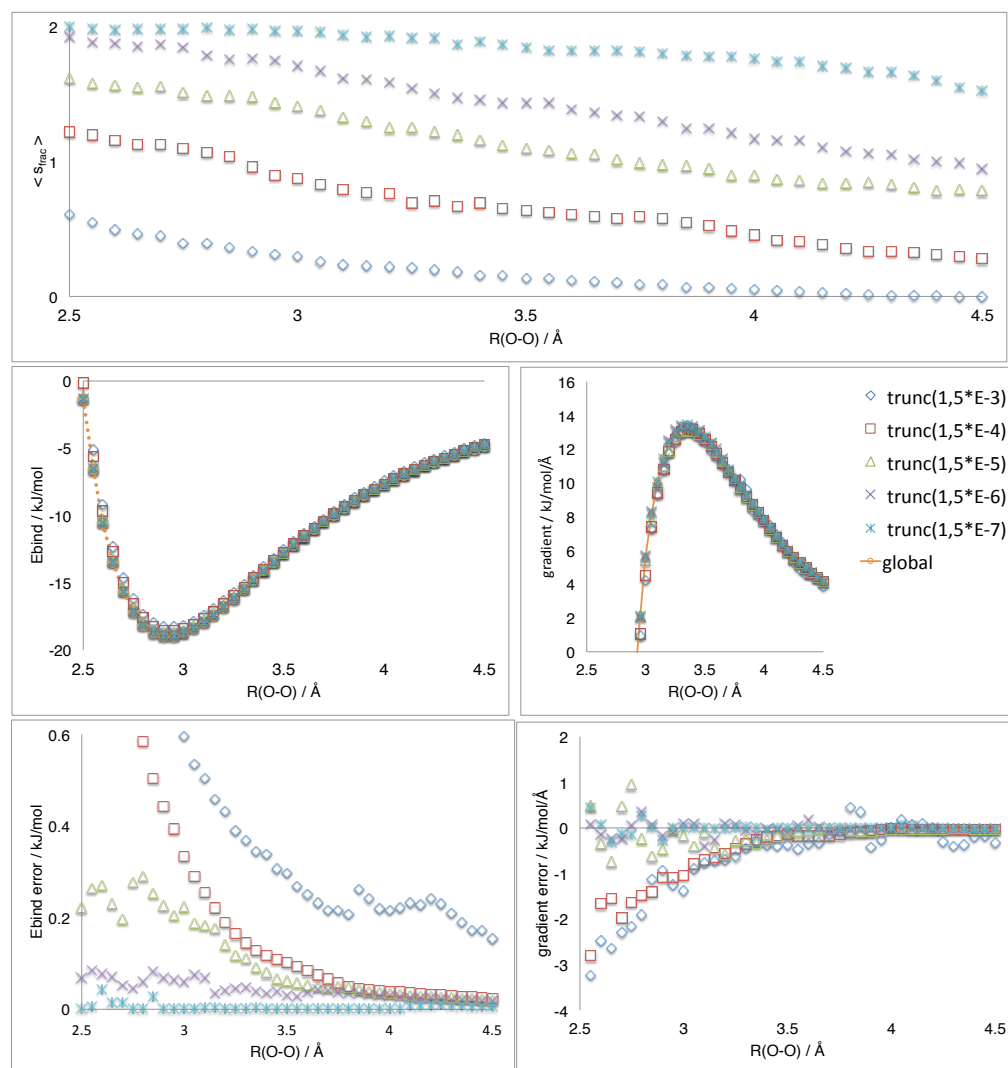 2
1
0
< s_frac >
2.5 3 3.5 4 4.5
R(O-O) / Å
0
-5
-10
-15
-20
Ebind / kJ/mol
2.5 3 3.5 4 4.5
R(O-O) / Å
16
14
12
10
8
6
4
2
0
gradient / kJ/mol/Å
2.5 3 3.5 4 4.5
R(O-O) / Å
trunc(1,5*E-3)
trunc(1,5*E-4)
trunc(1,5*E-5)
trunc(1,5*E-6)
trunc(1,5*E-7)
global
0.6
0.4
0.2
0
Ebind error / kJ/mol
2.5 3 3.5 4 4.5
R(O-O) / Å
2
1
0
-1
-2
-3
-4
gradient error / kJ/mol/Å
2.5 3 3.5 4 4.5
R(O-O) / Å